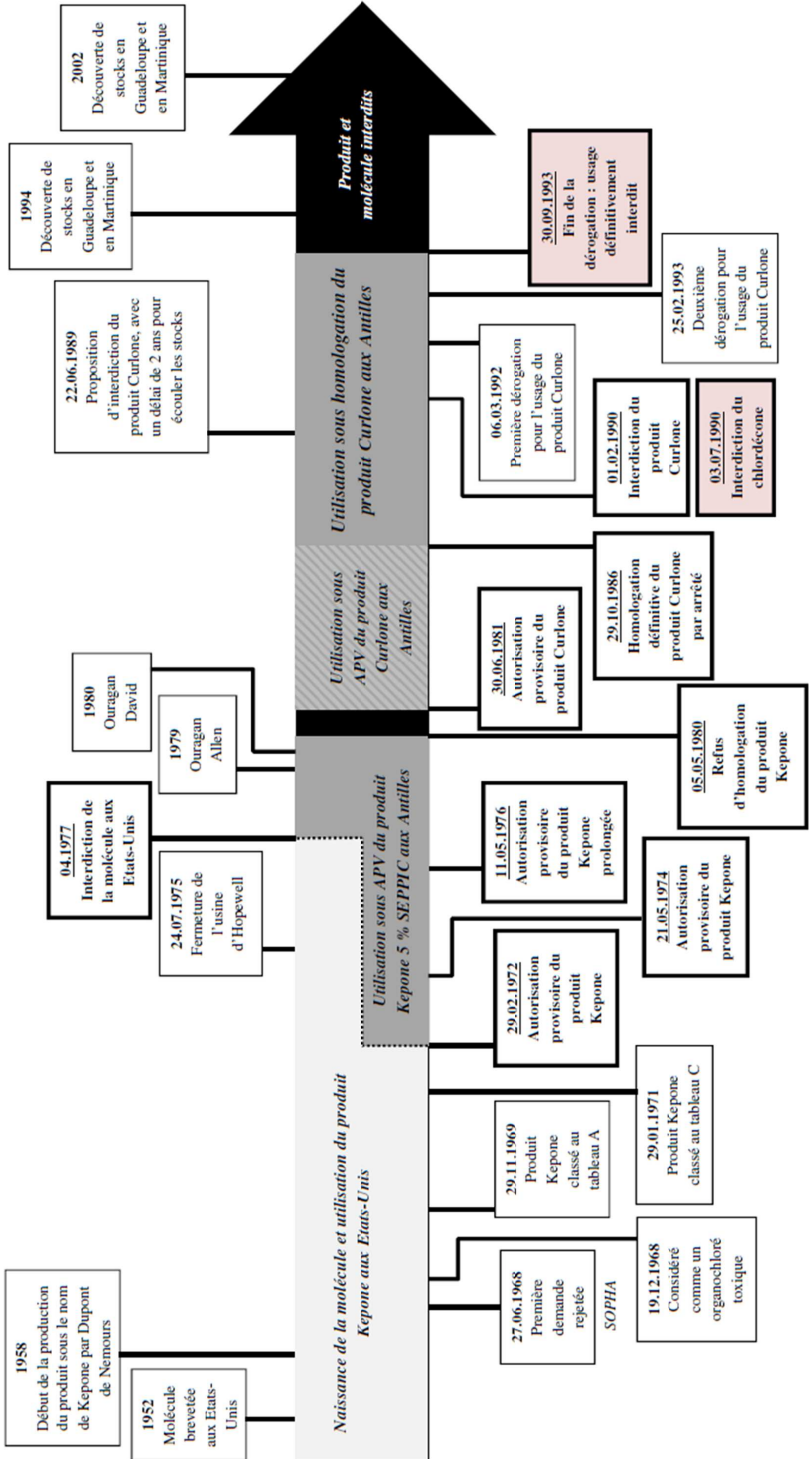 1958
Début de la production
du produit sous le nom
de Kepone par Dupont
de Nemours
1952
Molécule
brevetée
aux Etats-
Unis
04.1977
Interdiction de
la molécule aux
Etats-Unis
24.07.1975
Fermeture de
l'usine
d'Hopewell
1980
Ouragan
David
1979
Ouragan
Allen
22.06.1989
Proposition
d'interdiction du
produit Curlone, avec
un délai de 2 ans pour
écouler les stocks
1994
Découverte de
stocks en
Guadeloupe et
en Martinique
2002
Découverte de
stocks en
Guadeloupe et
en Martinique
Naissance de la molécule et utilisation du produit
Kepone aux Etats-Unis
Utilisation sous APV du produit
Kepone 5 % SEPPIC aux Antilles
Utilisation sous
APV du produit
Curlone aux
Antilles
Utilisation sous homologation du
produit Curlone aux Antilles
Produit et
molécule interdits
27.06.1968
Première
demande
rejetée
SOPHA
19.12.1968
Considéré
comme un
organochloré
toxique
29.11.1969
Produit
Kepone
classé au
tableau A
29.01.1971
Produit Kepone
classé au tableau C
29.02.1972
Autorisation
provisoire du
produit
Kepone
21.05.1974
Autorisation
provisoire du
produit Kepone
11.05.1976
Autorisation
provisoire
du produit
Kepone
prolongée
05.05.1980
Refus
d'homologation
du produit
Kepone
30.06.1981
Autorisation
provisoire du
produit Curlone
29.10.1986
Homologation
définitive du
produit Curlone
par arrêté
01.02.1990
Interdiction du
produit
Curlone
03.07.1990
Interdiction du
chlordécone
06.03.1992
Première dérogation
pour l'usage du
produit Curlone
25.02.1993
Deuxième
dérogation pour
l'usage du
produit Curlone
30.09.1993
Fin de la
dérogation : usage
définitivement
interdit